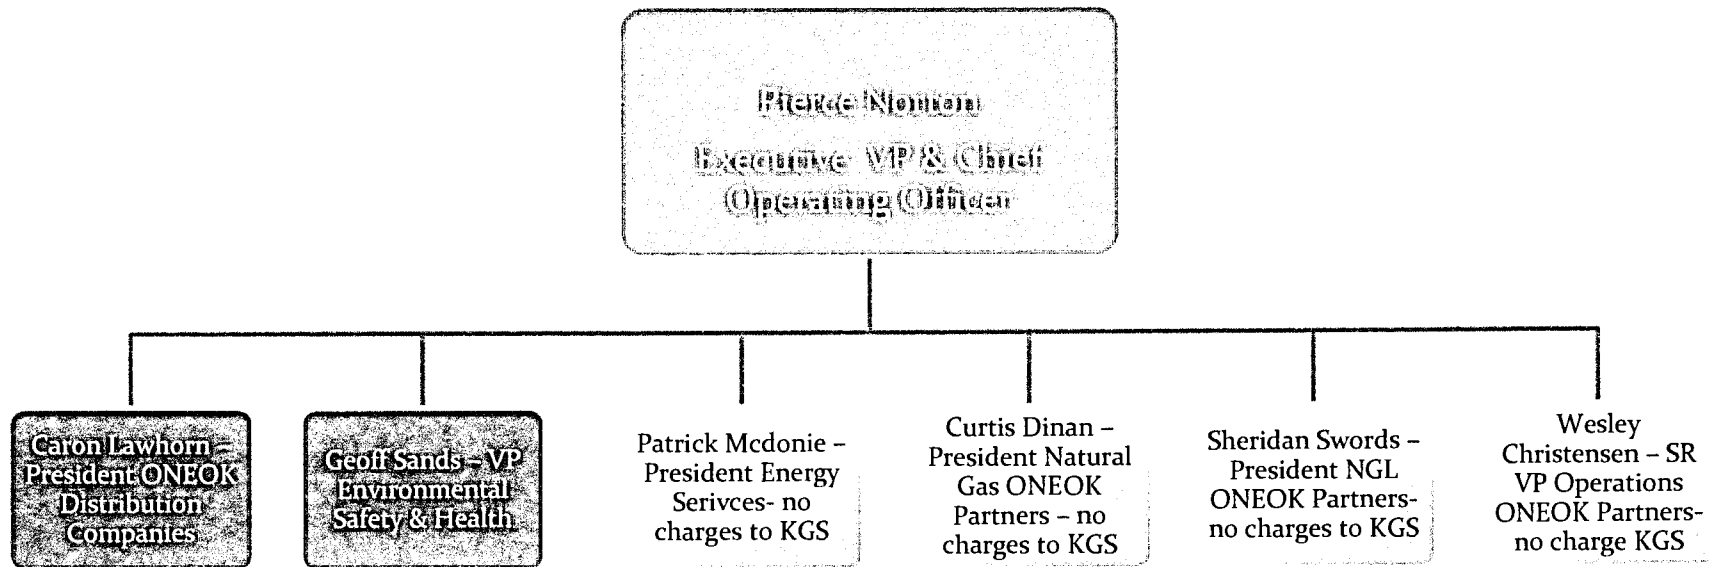 Pierce Norton
Executive VP & Chief
Operating Officer
Caron Lawhorn –
President ONEOK
Distribution
Companies
Geoff Sands – VP
Environmental
Safety & Health
Patrick Mcdonie –
President Energy
Serivces- no
charges to KGS
Curtis Dinan –
President Natural
Gas ONEOK
Partners – no
charges to KGS
Sheridan Swords –
President NGL
ONEOK Partners-
no charges to KGS
Wesley
Christensen – SR
VP Operations
ONEOK Partners-
no charge KGS